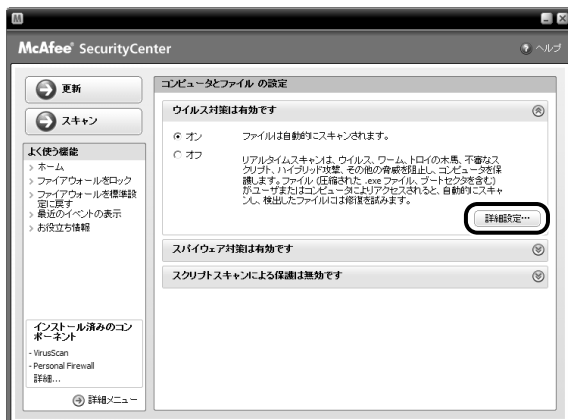 McAfee® SecurityCenter
ヘルプ
更新
スキャン
よく使う機能
ホーム
ファイアウォールをロック
ファイアウォールを標準設
定に戻す
最近のイベントの表示
お役立ち情報
インストール済みのコン
ポーネント
- VirusScan
- Personal Firewall
詳細...
詳細メニュー
コンピュータとファイル の設定
ウイルス対策は有効です
オン
ファイルは自動的にスキャンされます。
オフ
リアルタイムスキャンは、ウイルス、ワーム、トロイの木馬、不審なス
クリプト、ハイブリッド攻撃、その他の脅威を阻止し、コンピュータを保
護します。ファイル (圧縮された .exe ファイル、ブートセクタを含む)
がユーザまたはコンピュータによりアクセスされると、自動的にスキャ
ンし、検出したファイルには修復を試みます。
詳細設定…
スパイウェア対策は有効です
スクリプトスキャンによる保護は無効です